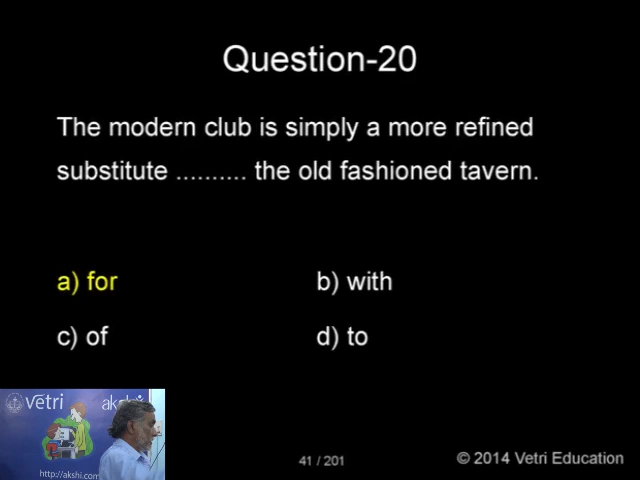 Question-20
The modern club is simply a more refined
substitute .......... the old fashioned tavern.
a) for
b) with
c) of
d) to
vetri
http://akshi.com
41 / 201
© 2014 Vetri Education